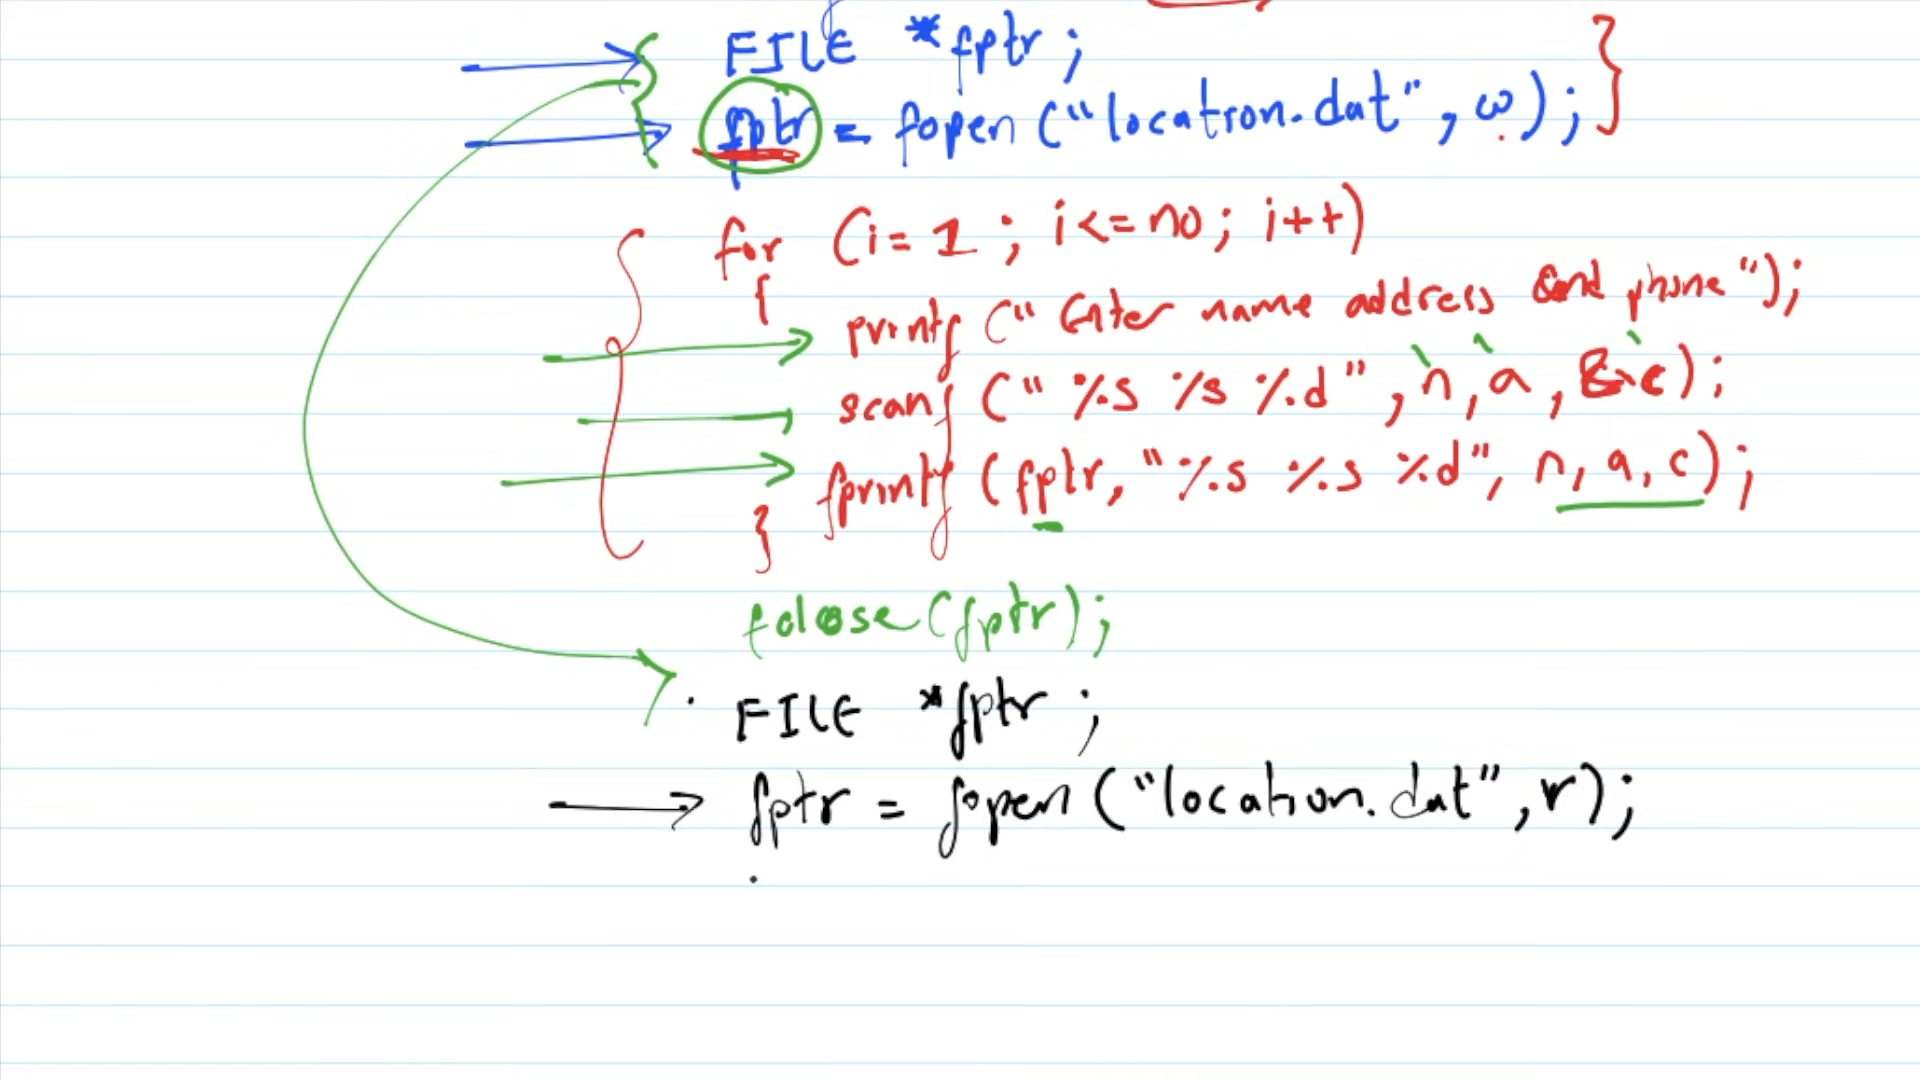 FILE *fptr; }
fptr = fopen ("location.dat", w);
for (i=1; i<=no; i++)
{
printf (" Enter name address and phone");
scanf (" %s %s %d", n, a, &c);
fprintf (fptr, "%s %s %d", n, a, c);
}
fclose(fptr);
FILE *fptr;
fptr = fopen ("location.dat", r);